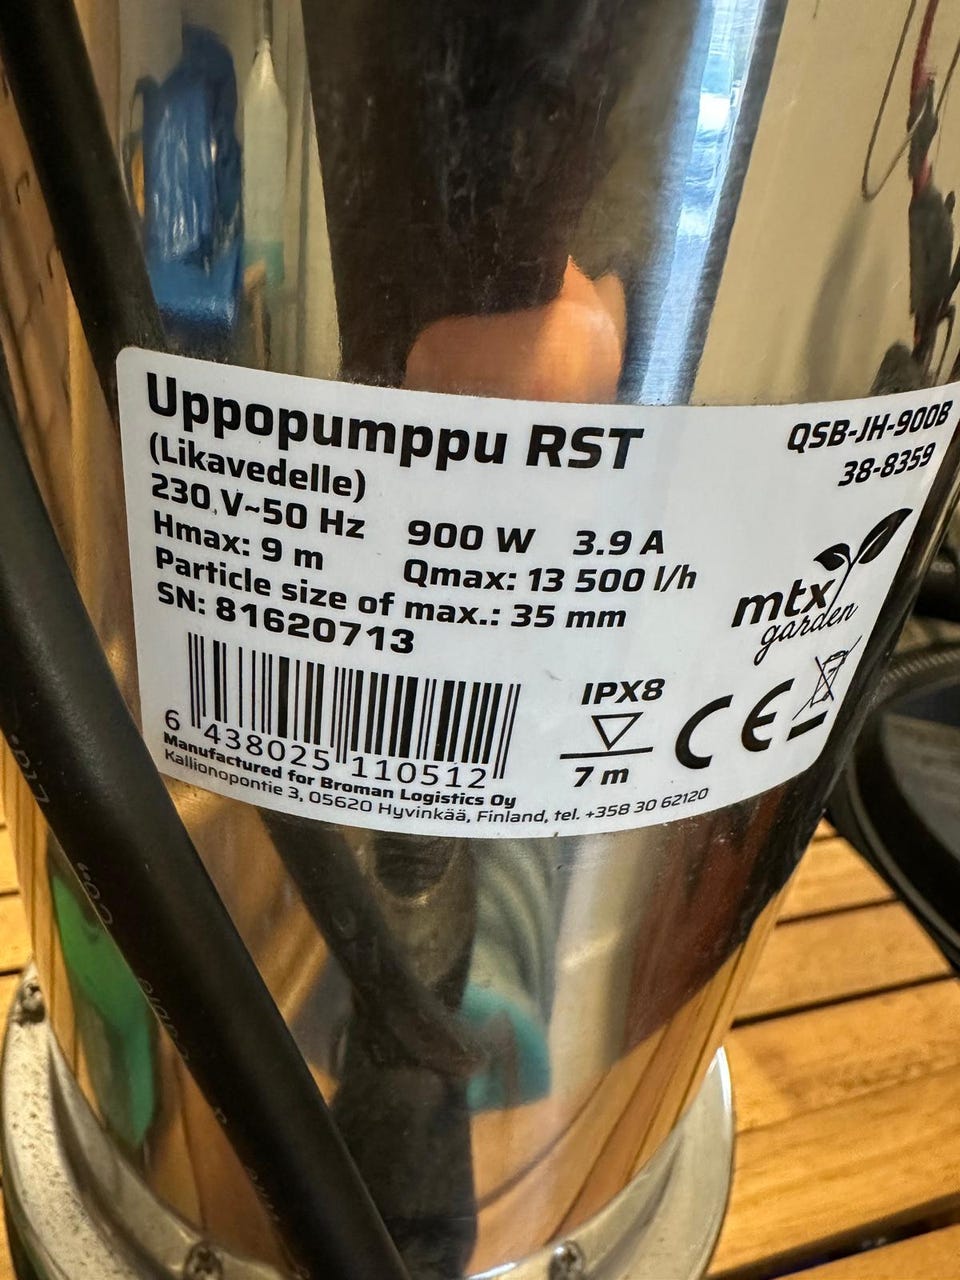 Uppopumppu RST
(Likavedelle)
QSB-JH-900B
38-8359
230 V~50 Hz 900 W 3.9 A
Hmax: 9 m Qmax: 13 500 l/h
Particle size of max.: 35 mm
SN: 81620713
mtx
garden
6 438025 110512
IPX8
7 m
CE
Manufactured for Broman Logistics Oy
Kallionopontie 3, 05620 Hyvinkää, Finland, tel. +358 30 62120